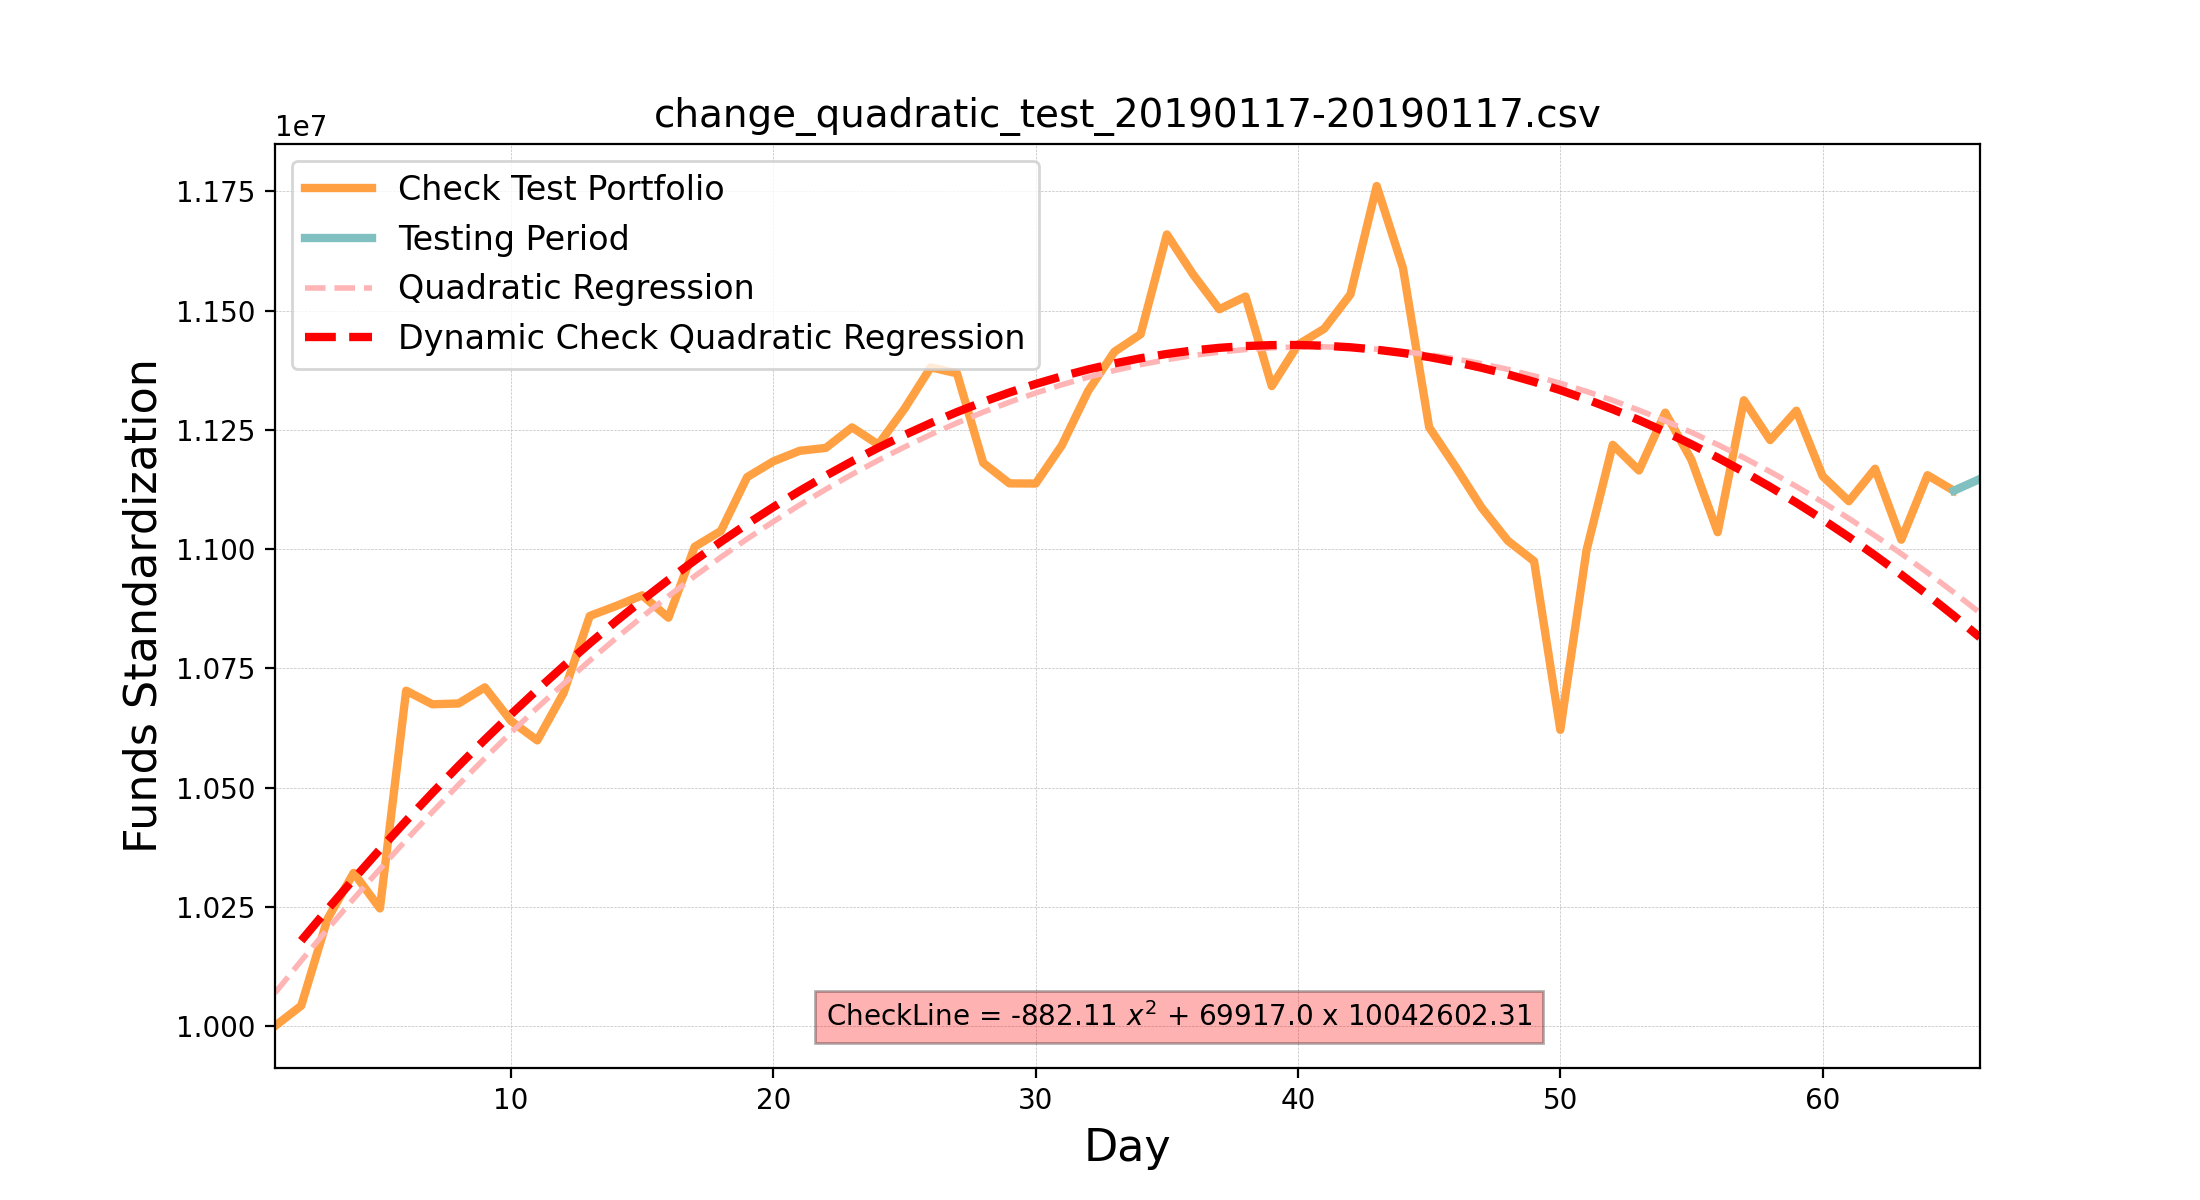 change_quadratic_test_20190117-20190117.csv
1e7
Check Test Portfolio
Testing Period
Quadratic Regression
Dynamic Check Quadratic Regression
1.175
1.150
1.125
1.100
1.075
1.050
1.025
1.000
Funds Standardization
CheckLine = -882.11 x² + 69917.0 x 10042602.31
10 20 30 40 50 60
Day